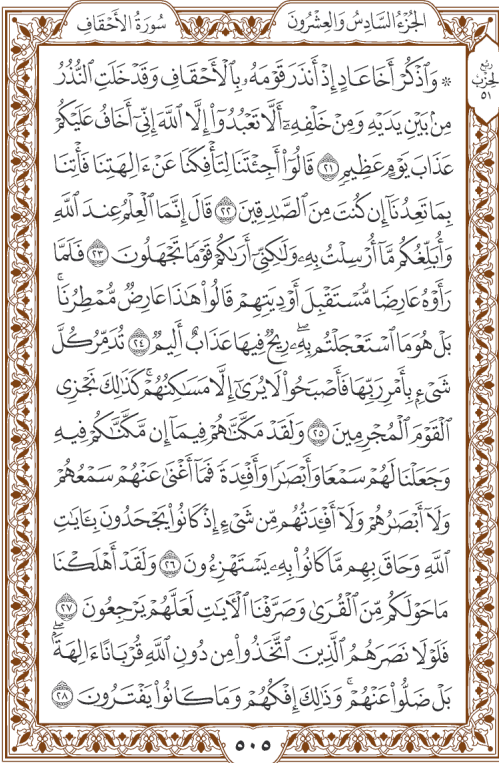 سُورَةُ الأَحْقَافِ
الجُزْءُ السَّادِسُ وَالعِشْرُونَ
رُبْعُ
الحِزْبِ
٥١
۞ وَٱذْكُرْ أَخَا عَادٍ إِذْ أَنذَرَ قَوْمَهُۥ بِٱلْأَحْقَافِ وَقَدْ خَلَتِ ٱلنُّذُرُ
مِنۢ بَيْنِ يَدَيْهِ وَمِنْ خَلْفِهِۦٓ أَلَّا تَعْبُدُوٓا۟ إِلَّا ٱللَّهَ إِنِّىٓ أَخَافُ عَلَيْكُمْ
عَذَابَ يَوْمٍ عَظِيمٍ ٢١ قَالُوٓا۟ أَجِئْتَنَا لِتَأْفِكَنَا عَنْ ءَالِهَتِنَا فَأْتِنَا
بِمَا تَعِدُنَآ إِن كُنتَ مِنَ ٱلصَّٰدِقِينَ ٢٢ قَالَ إِنَّمَا ٱلْعِلْمُ عِندَ ٱللَّهِ
وَأُبَلِّغُكُم مَّآ أُرْسِلْتُ بِهِۦ وَلَٰكِنِّىٓ أَرَىٰكُمْ قَوْمًا تَجْهَلُونَ ٢٣ فَلَمَّا
رَأَوْهُ عَارِضًا مُّسْتَقْبِلَ أَوْدِيَتِهِمْ قَالُوا۟ هَٰذَا عَارِضٌ مُّمْطِرُنَا ۚ
بَلْ هُوَ مَا ٱسْتَعْجَلْتُم بِهِۦ ۖ رِيحٌ فِيهَا عَذَابٌ أَلِيمٌ ٢٤ تُدَمِّرُ كُلَّ
شَىْءٍۭ بِأَمْرِ رَبِّهَا فَأَصْبَحُوا۟ لَا يُرَىٰٓ إِلَّا مَسَٰكِنُهُمْ ۚ كَذَٰلِكَ نَجْزِى
ٱلْقَوْمَ ٱلْمُجْرِمِينَ ٢٥ وَلَقَدْ مَكَّنَّٰهُمْ فِيمَآ إِن مَّكَّنَّٰكُمْ فِيهِ
وَجَعَلْنَا لَهُمْ سَمْعًا وَأَبْصَٰرًا وَأَفْـِٔدَةً فَمَآ أَغْنَىٰ عَنْهُمْ سَمْعُهُمْ
وَلَآ أَبْصَٰرُهُمْ وَلَآ أَفْـِٔدَتُهُم مِّن شَىْءٍ إِذْ كَانُوا۟ يَجْحَدُونَ بِـَٔايَٰتِ
ٱللَّهِ وَحَاقَ بِهِم مَّا كَانُوا۟ بِهِۦ يَسْتَهْزِءُونَ ٢٦ وَلَقَدْ أَهْلَكْنَا
مَا حَوْلَكُم مِّنَ ٱلْقُرَىٰ وَصَرَّفْنَا ٱلْءَايَٰتِ لَعَلَّهُمْ يَرْجِعُونَ ٢٧
فَلَوْلَا نَصَرَهُمُ ٱلَّذِينَ ٱتَّخَذُوا۟ مِن دُونِ ٱللَّهِ قُرْبَانًا ءَالِهَةًۢ ۖ
بَلْ ضَلُّوا۟ عَنْهُمْ ۚ وَذَٰلِكَ إِفْكُهُمْ وَمَا كَانُوا۟ يَفْتَرُونَ ٢٨
٥٠٥